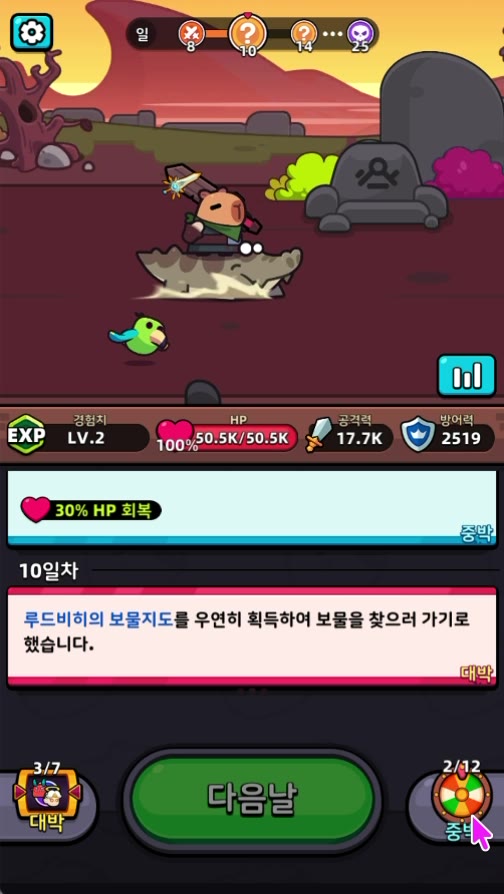 일
8
10
14
25
경험치
EXP
LV.2
HP
100%
50.5K/50.5K
공격력
17.7K
방어력
2519
30% HP 회복
중박
10일차
루드비히의 보물지도를 우연히 획득하여 보물을 찾으러 가기로
했습니다.
대박
3/7
대박
다음날
2/12
중박